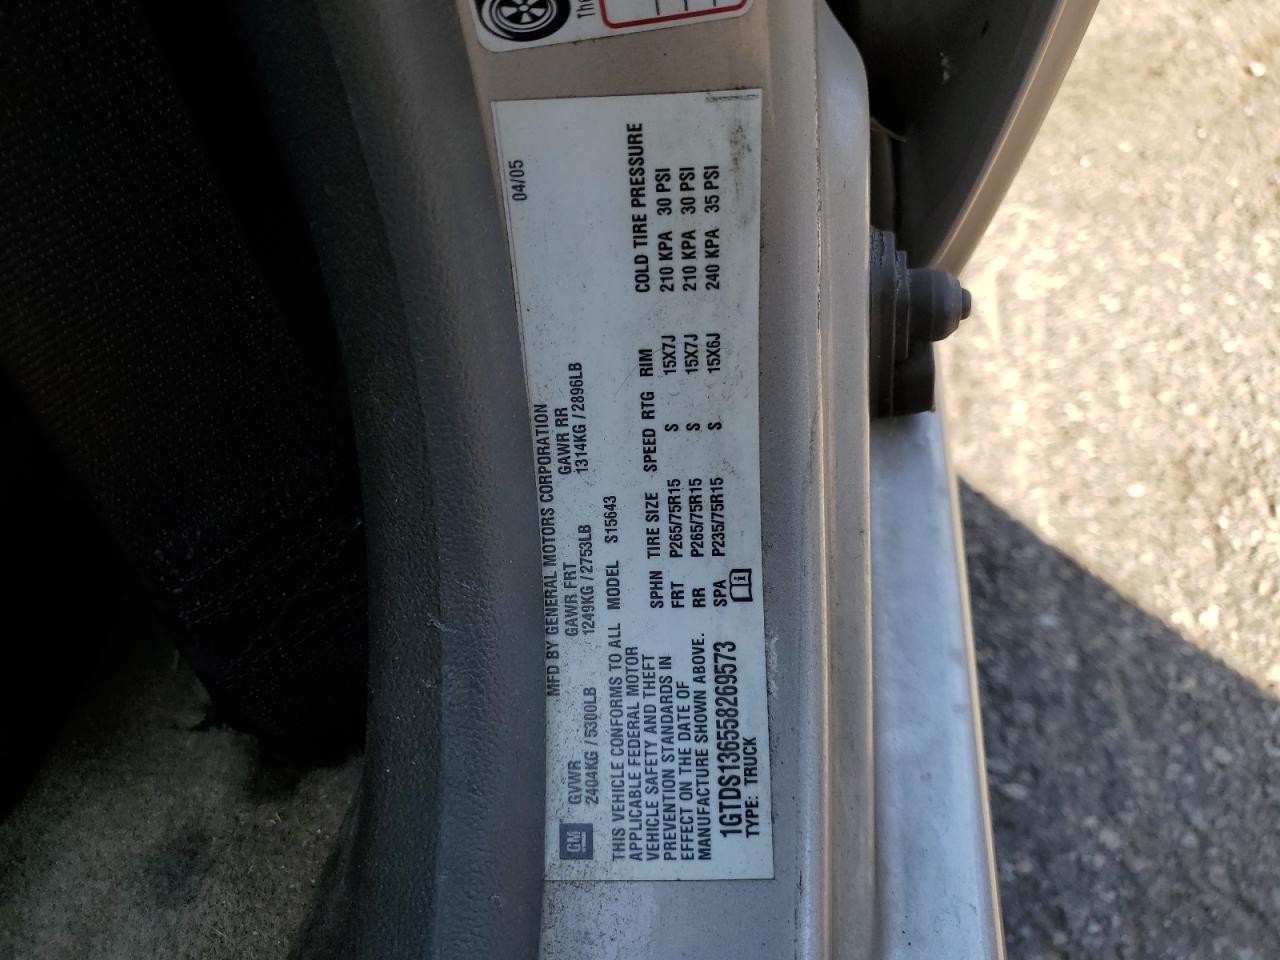 The
04/05
MFD BY GENERAL MOTORS CORPORATION
GVWR GAWR FRT GAWR RR
2404KG / 5300LB 1249KG / 2753LB 1314KG / 2896LB
GM
THIS VEHICLE CONFORMS TO ALL
APPLICABLE FEDERAL MOTOR
VEHICLE SAFETY AND THEFT
PREVENTION STANDARDS IN
EFFECT ON THE DATE OF
MANUFACTURE SHOWN ABOVE.
1GTDS136558269573
TYPE: TRUCK
MODEL S15643
COLD TIRE PRESSURE
SPHN TIRE SIZE SPEED RTG RIM
FRT P265/75R15 S 15X7J 210 KPA 30 PSI
RR P265/75R15 S 15X7J 210 KPA 30 PSI
SPA P235/75R15 S 15X6J 240 KPA 35 PSI